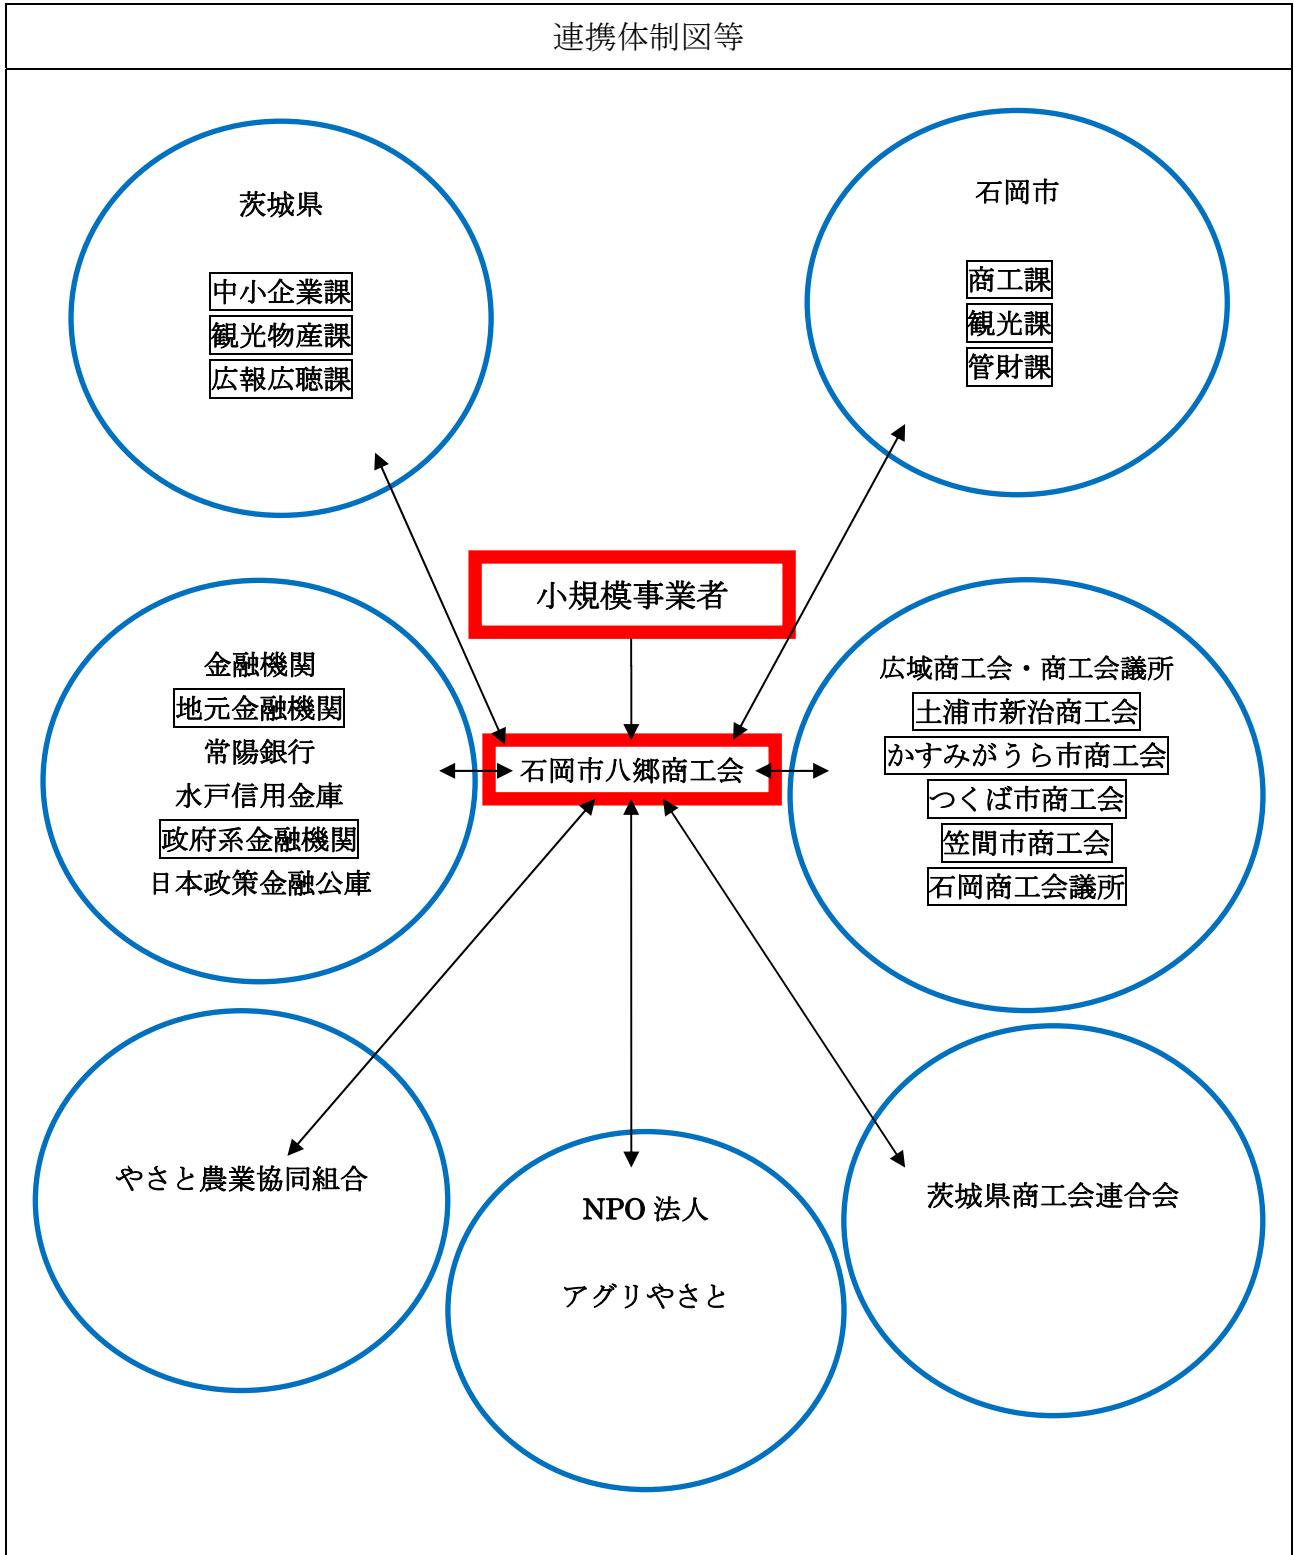 連携体制図等
茨城県
中小企業課
観光物産課
広報広聴課
石岡市
商工課
観光課
管財課
小規模事業者
石岡市八郷商工会
金融機関
地元金融機関
常陽銀行
水戸信用金庫
政府系金融機関
日本政策金融公庫
広域商工会・商工会議所
土浦市新治商工会
かすみがうら市商工会
つくば市商工会
笠間市商工会
石岡商工会議所
やさと農業協同組合
NPO 法人
アグリやさと
茨城県商工会連合会